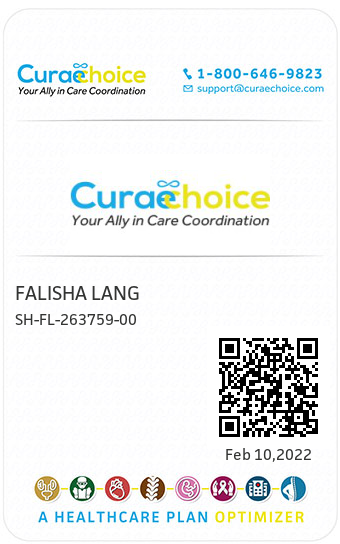 Curaechoice
Your Ally in Care Coordination
1-800-646-9823
support@curaechoice.com
Curaechoice
Your Ally in Care Coordination
FALISHA LANG
SH-FL-263759-00
Feb 10,2022
A HEALTHCARE PLAN OPTIMIZER